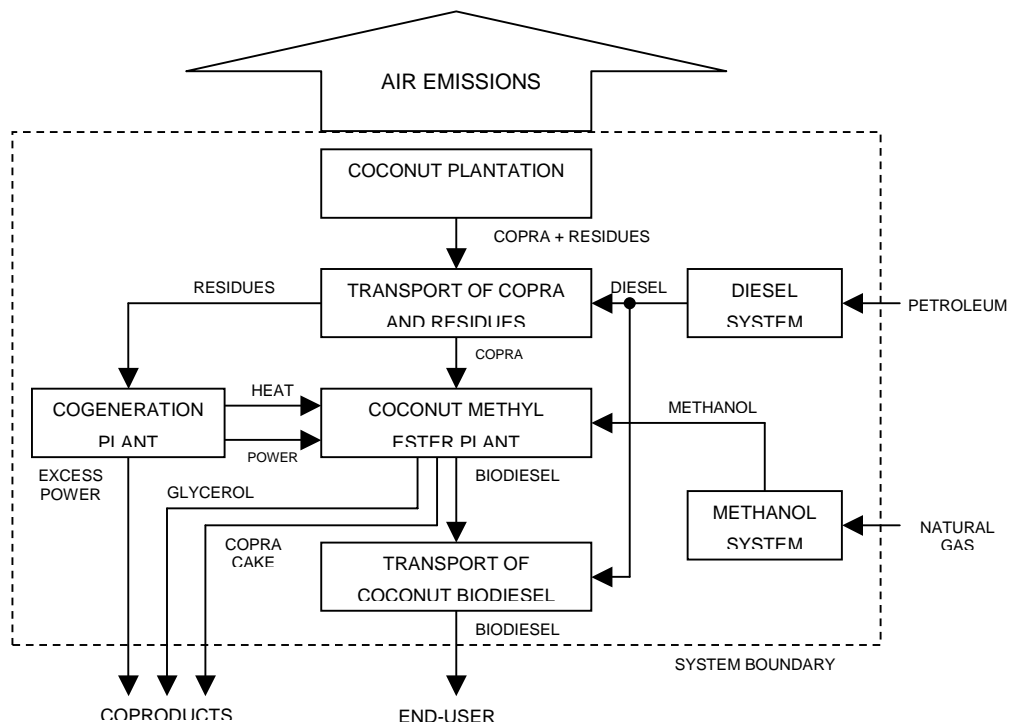 AIR EMISSIONS
COCONUT PLANTATION
COPRA + RESIDUES
RESIDUES
TRANSPORT OF COPRA
AND RESIDUES
DIESEL
DIESEL
SYSTEM
PETROLEUM
COPRA
HEAT
COGENERATION
PLANT
POWER
COCONUT METHYL
ESTER PLANT
METHANOL
EXCESS
POWER
GLYCEROL
BIODIESEL
METHANOL
SYSTEM
NATURAL
GAS
COPRA
CAKE
TRANSPORT OF
COCONUT BIODIESEL
BIODIESEL
SYSTEM BOUNDARY
COPRODUCTS
END-USER